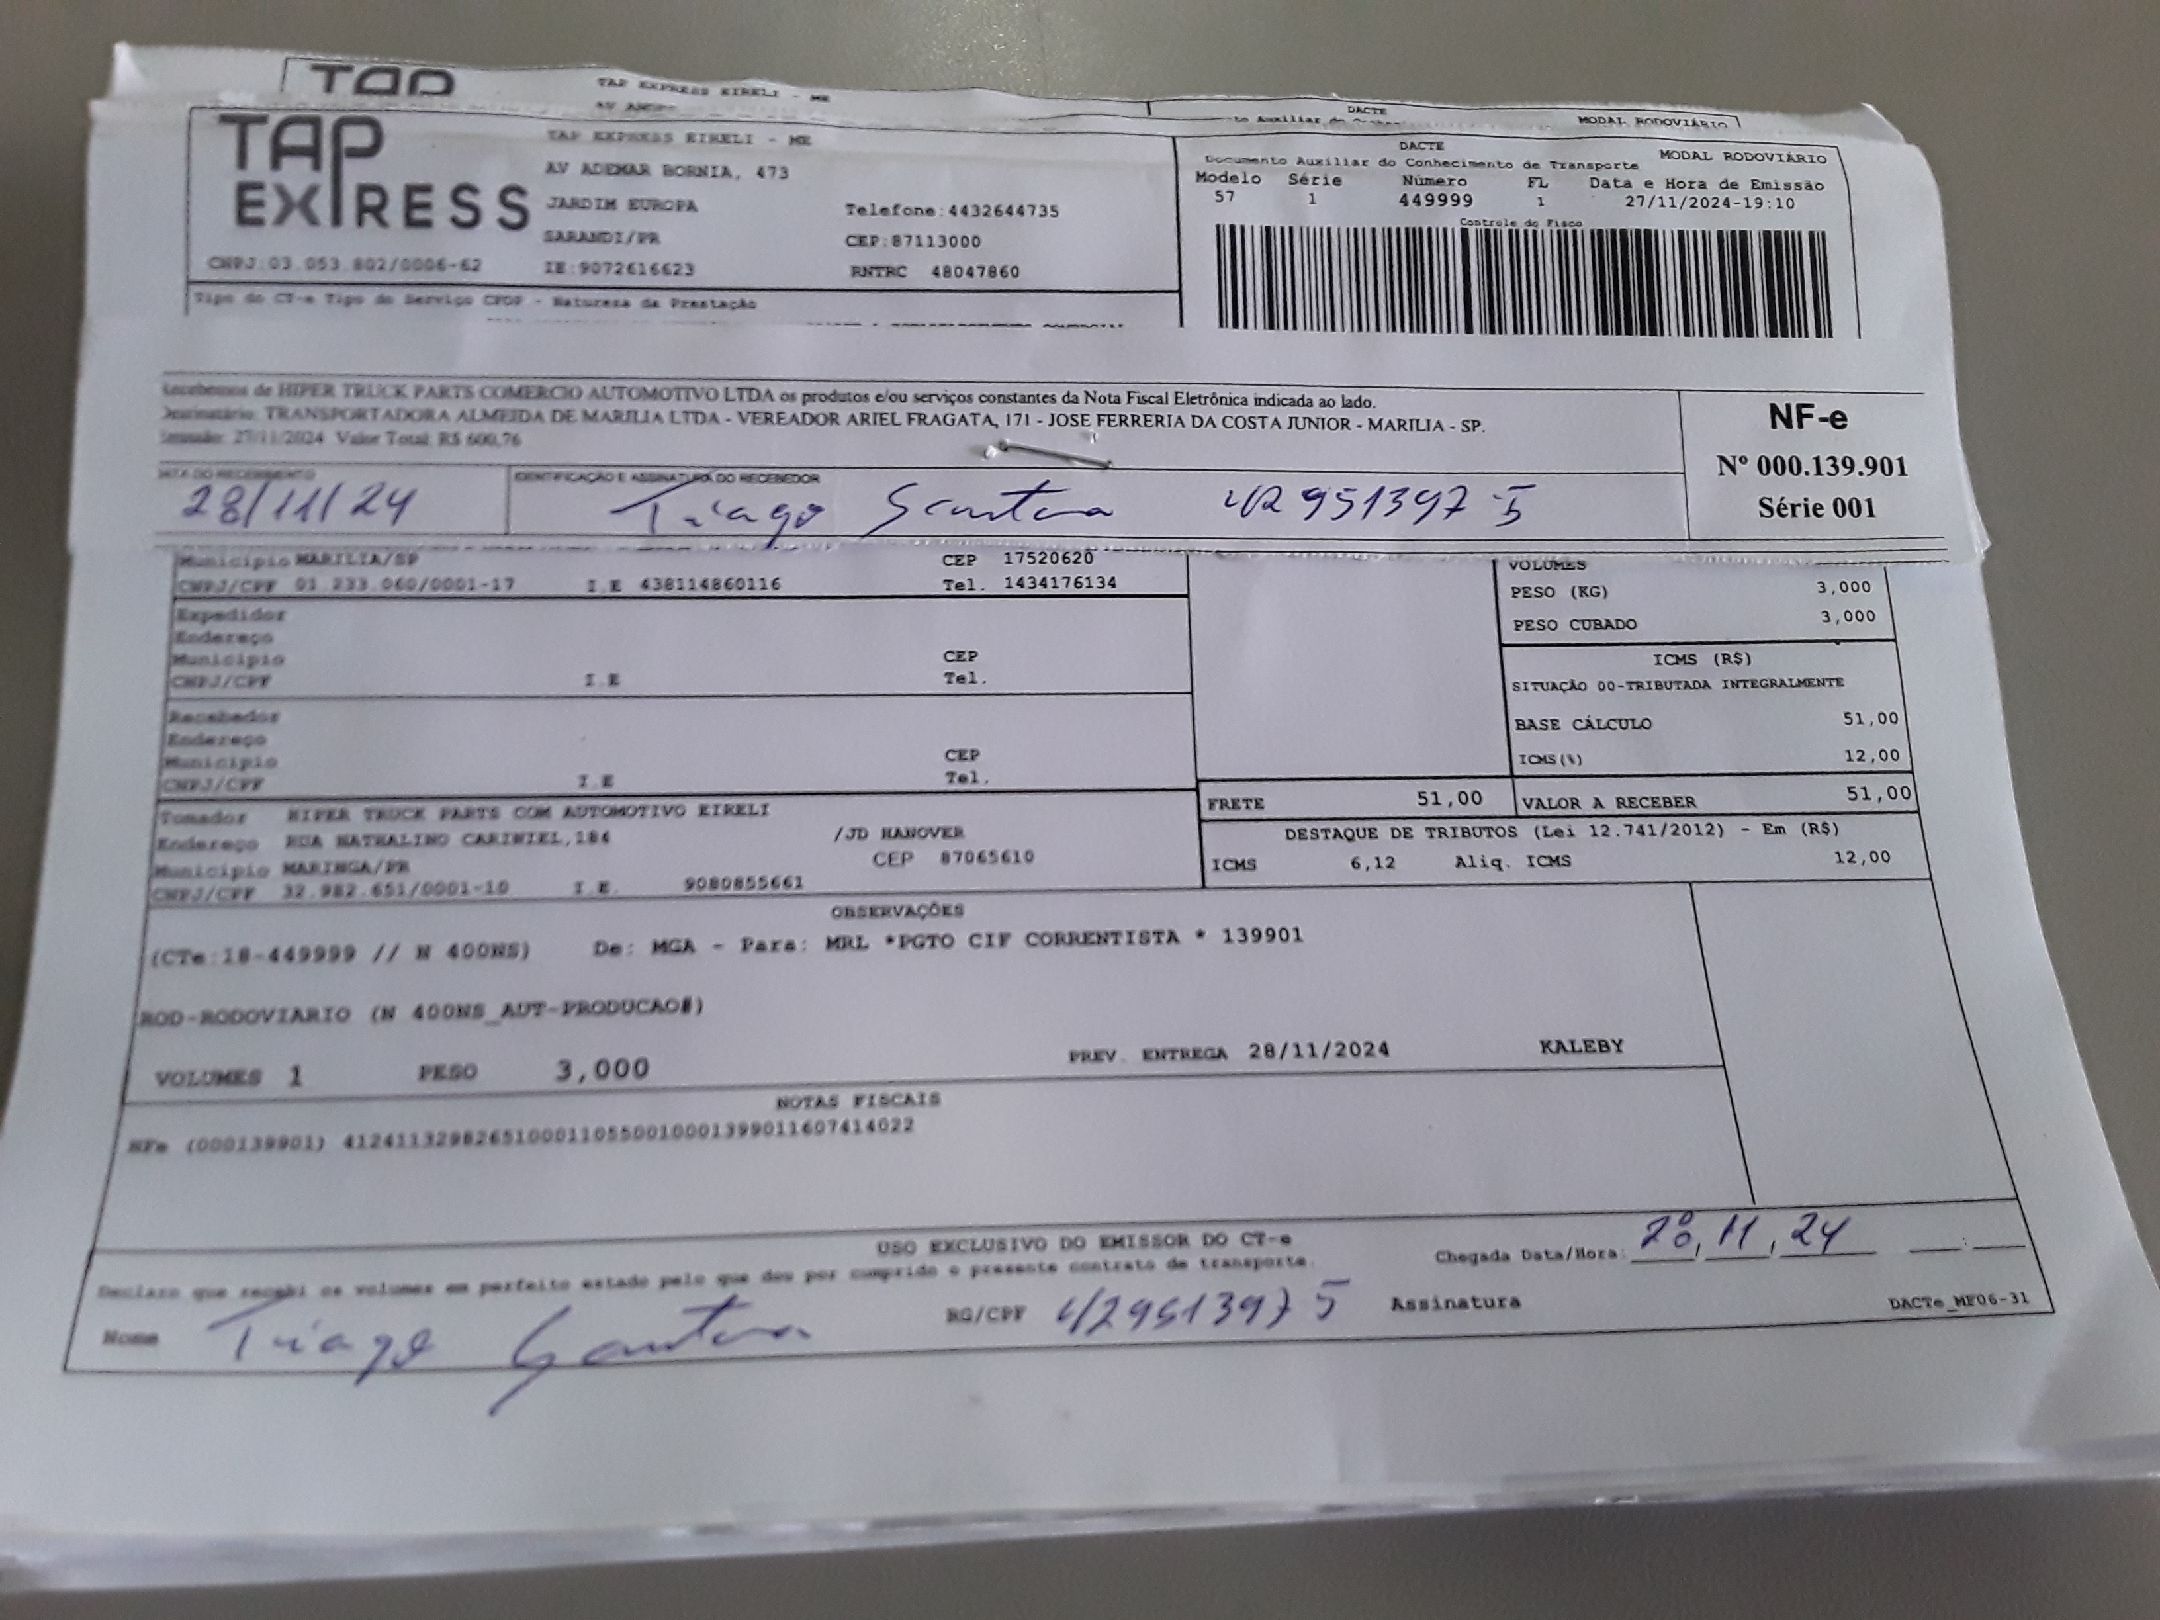 TAP
TAP EXPRESS EIRELI - ME
DACTE
MODAL RODOVIÁRIO
TAP EXPRESS
TAP EXPRESS EIRELI - ME
AV ADEMAR BORNIA, 473
JARDIM EUROPA
Telefone:4432644735
SARANDI/PR
CEP:87113000
CNPJ:03.053.802/0006-62
IE:9072616623
RNTRC 48047860
Tipo do CT-e Tipo do Serviço CFOP - Natureza da Prestação
DACTE
MODAL RODOVIÁRIO
Documento Auxiliar do Conhecimento de Transporte
Modelo Série Número FL Data e Hora de Emissão
57 1 449999 1 27/11/2024-19:10
Controle do Fisco
Recebemos de HIPER TRUCK PARTS COMERCIO AUTOMOTIVO LTDA os produtos e/ou serviços constantes da Nota Fiscal Eletrônica indicada ao lado.
Destinatário: TRANSPORTADORA ALMEIDA DE MARILIA LTDA - VEREADOR ARIEL FRAGATA, 171 - JOSE FERRERIA DA COSTA JUNIOR - MARILIA - SP.
Emissão: 27/11/2024 Valor Total: R$ 600,76
NF-e
Nº 000.139.901
Série 001
DATA DO RECEBIMENTO
IDENTIFICAÇÃO E ASSINATURA DO RECEBEDOR
28/11/24
Tiago Santana 42951397 5
Município MARILIA/SP CEP 17520620
CNPJ/CPF 01.233.060/0001-17 I.E 438114860116 Tel. 1434176134
VOLUMES
PESO (KG) 3,000
PESO CUBADO 3,000
Expedidor
Endereço
Município CEP
CNPJ/CPF I.E Tel.
ICMS (R$)
SITUAÇÃO 00-TRIBUTADA INTEGRALMENTE
BASE CÁLCULO 51,00
ICMS(%) 12,00
Recebedor
Endereço
Município CEP
CNPJ/CPF I.E Tel.
FRETE 51,00 VALOR A RECEBER 51,00
DESTAQUE DE TRIBUTOS (Lei 12.741/2012) - Em (R$)
ICMS 6,12 Aliq. ICMS 12,00
Tomador HIPER TRUCK PARTS COM AUTOMOTIVO EIRELI
Endereço RUA NATHALINO CARINIEL,184 /JD HANOVER
Município MARINGA/PR CEP 87065610
CNPJ/CPF 32.982.651/0001-10 I.E. 9080855661
OBSERVAÇÕES
(CTe:18-449999 // N 400NS) De: MGA - Para: MRL *PGTO CIF CORRENTISTA * 139901
ROD-RODOVIARIO (N 400NS_AUT-PRODUCAO#)
VOLUMES 1 PESO 3,000 PREV. ENTREGA 28/11/2024 KALEBY
NOTAS FISCAIS
NFe (000139901) 41241132982651000110550010001399011607414022
USO EXCLUSIVO DO EMISSOR DO CT-e
Declaro que recebi os volumes em perfeito estado pelo que dou por cumprido o presente contrato de transporte.
Chegada Data/Hora: 28, 11, 24
Nome Tiago Santana RG/CPF 42951397 5 Assinatura
DACTe_MF06-31